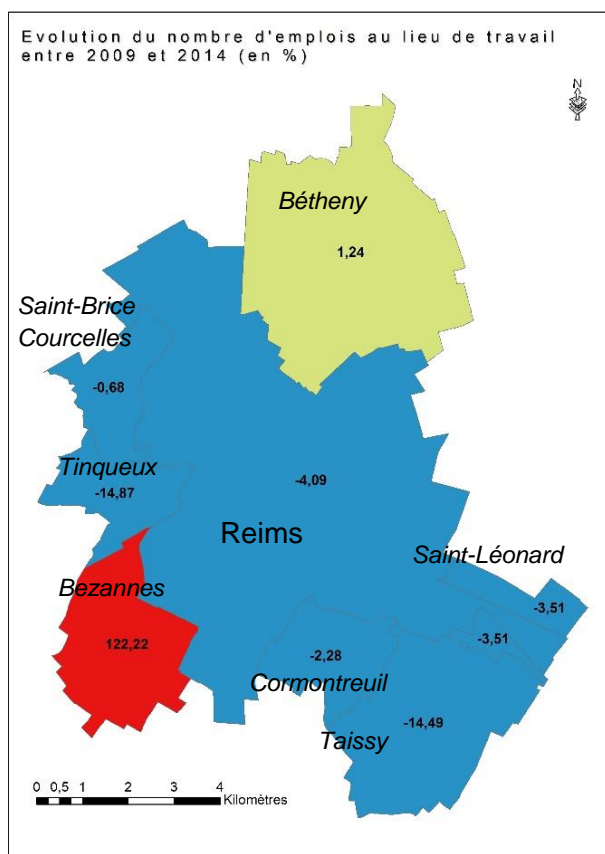 Evolution du nombre d'emplois au lieu de travail
entre 2009 et 2014 (en %)
N
Bétheny
1,24
Saint-Brice
Courcelles
-0,68
Tinqueux
-14,87
-4,09
Reims
Saint-Léonard
Bezannes
-3,51
122,22
-3,51
-2,28
Cormontreuil
-14,49
Taissy
0 0,5 1 2 3 4
Kilomètres